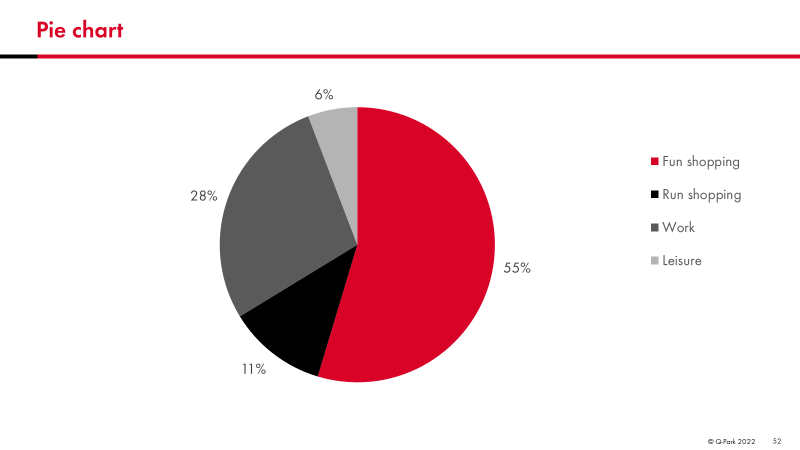 Pie chart
6%
28%
55%
11%
Fun shopping
Run shopping
Work
Leisure
© Q-Park 2022 52